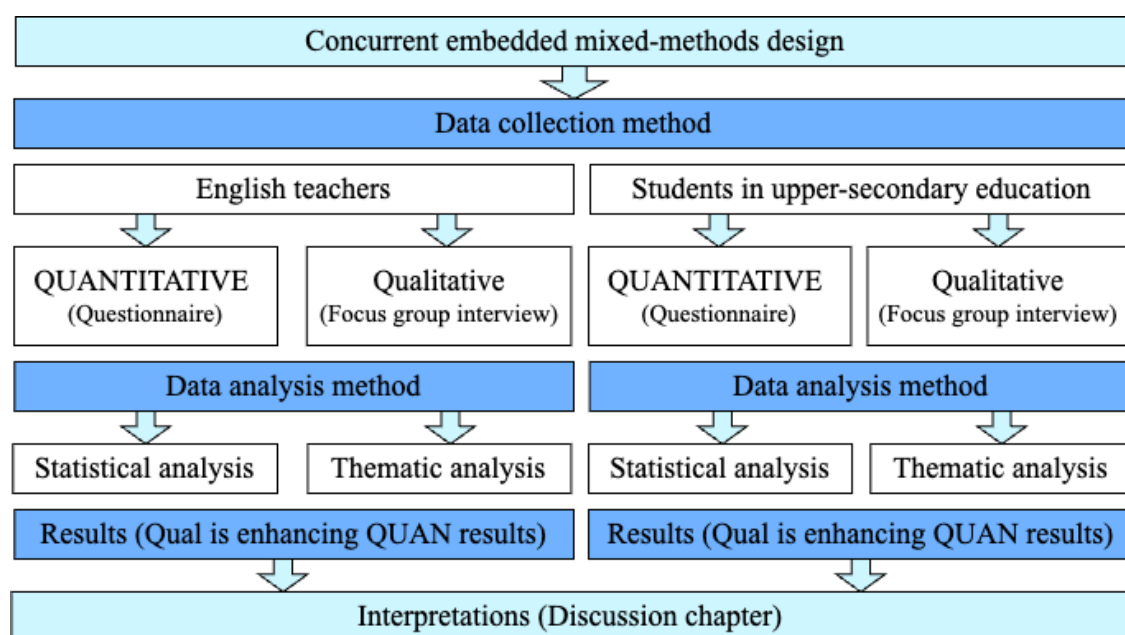 Concurrent embedded mixed-methods design
Data collection method
English teachers
Students in upper-secondary education
QUANTITATIVE
(Questionnaire)
Qualitative
(Focus group interview)
QUANTITATIVE
(Questionnaire)
Qualitative
(Focus group interview)
Data analysis method
Data analysis method
Statistical analysis
Thematic analysis
Statistical analysis
Thematic analysis
Results (Qual is enhancing QUAN results)
Results (Qual is enhancing QUAN results)
Interpretations (Discussion chapter)